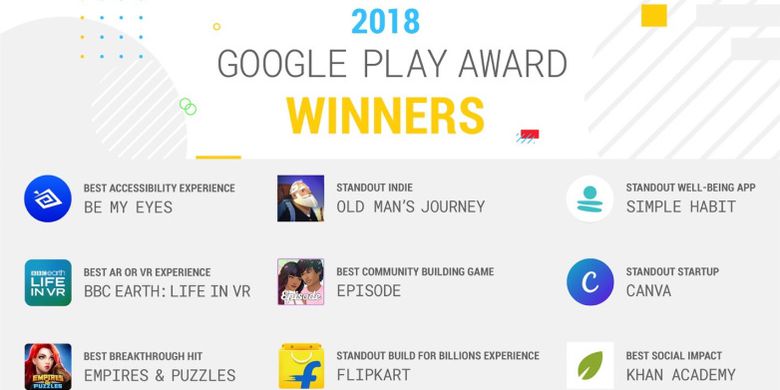 2018
GOOGLE PLAY AWARD
WINNERS
BEST ACCESSIBILITY EXPERIENCE
BE MY EYES
STANDOUT INDIE
OLD MAN'S JOURNEY
STANDOUT WELL-BEING APP
SIMPLE HABIT
BBC earth
LIFE
IN VR
BEST AR OR VR EXPERIENCE
BBC EARTH: LIFE IN VR
Episode
BEST COMMUNITY BUILDING GAME
EPISODE
C
STANDOUT STARTUP
CANVA
EMPIRES
& PUZZLES
BEST BREAKTHROUGH HIT
EMPIRES & PUZZLES
f
STANDOUT BUILD FOR BILLIONS EXPERIENCE
FLIPKART
BEST SOCIAL IMPACT
KHAN ACADEMY